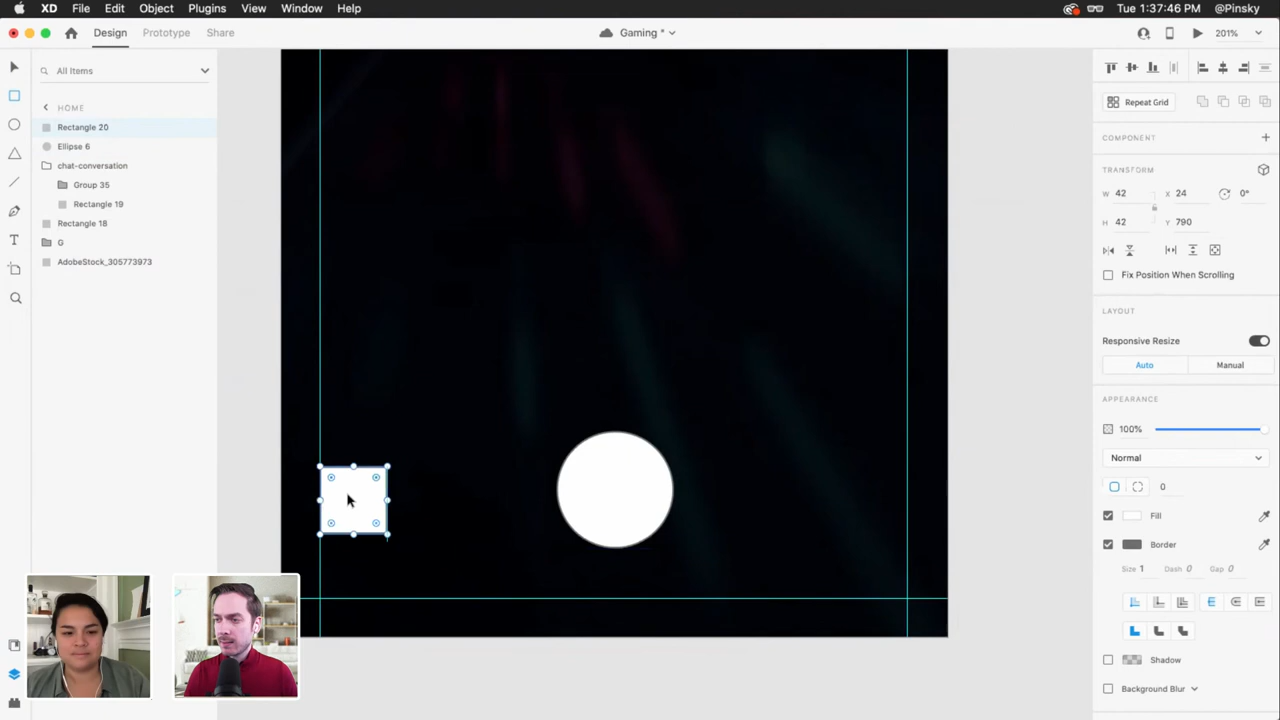 XD File Edit Object Plugins View Window Help Tue 1:37:46 PM @Pinsky
Design Prototype Share Gaming * 201%
All Items
HOME
Rectangle 20
Ellipse 6
chat-conversation
Group 35
Rectangle 19
Rectangle 18
G
AdobeStock_305773973
Repeat Grid
COMPONENT
TRANSFORM
W 42 X 24 0°
H 42 Y 790
Fix Position When Scrolling
LAYOUT
Responsive Resize
Auto Manual
APPEARANCE
100%
Normal
0
Fill
Border
Size 1 Dash 0 Gap 0
Shadow
Background Blur